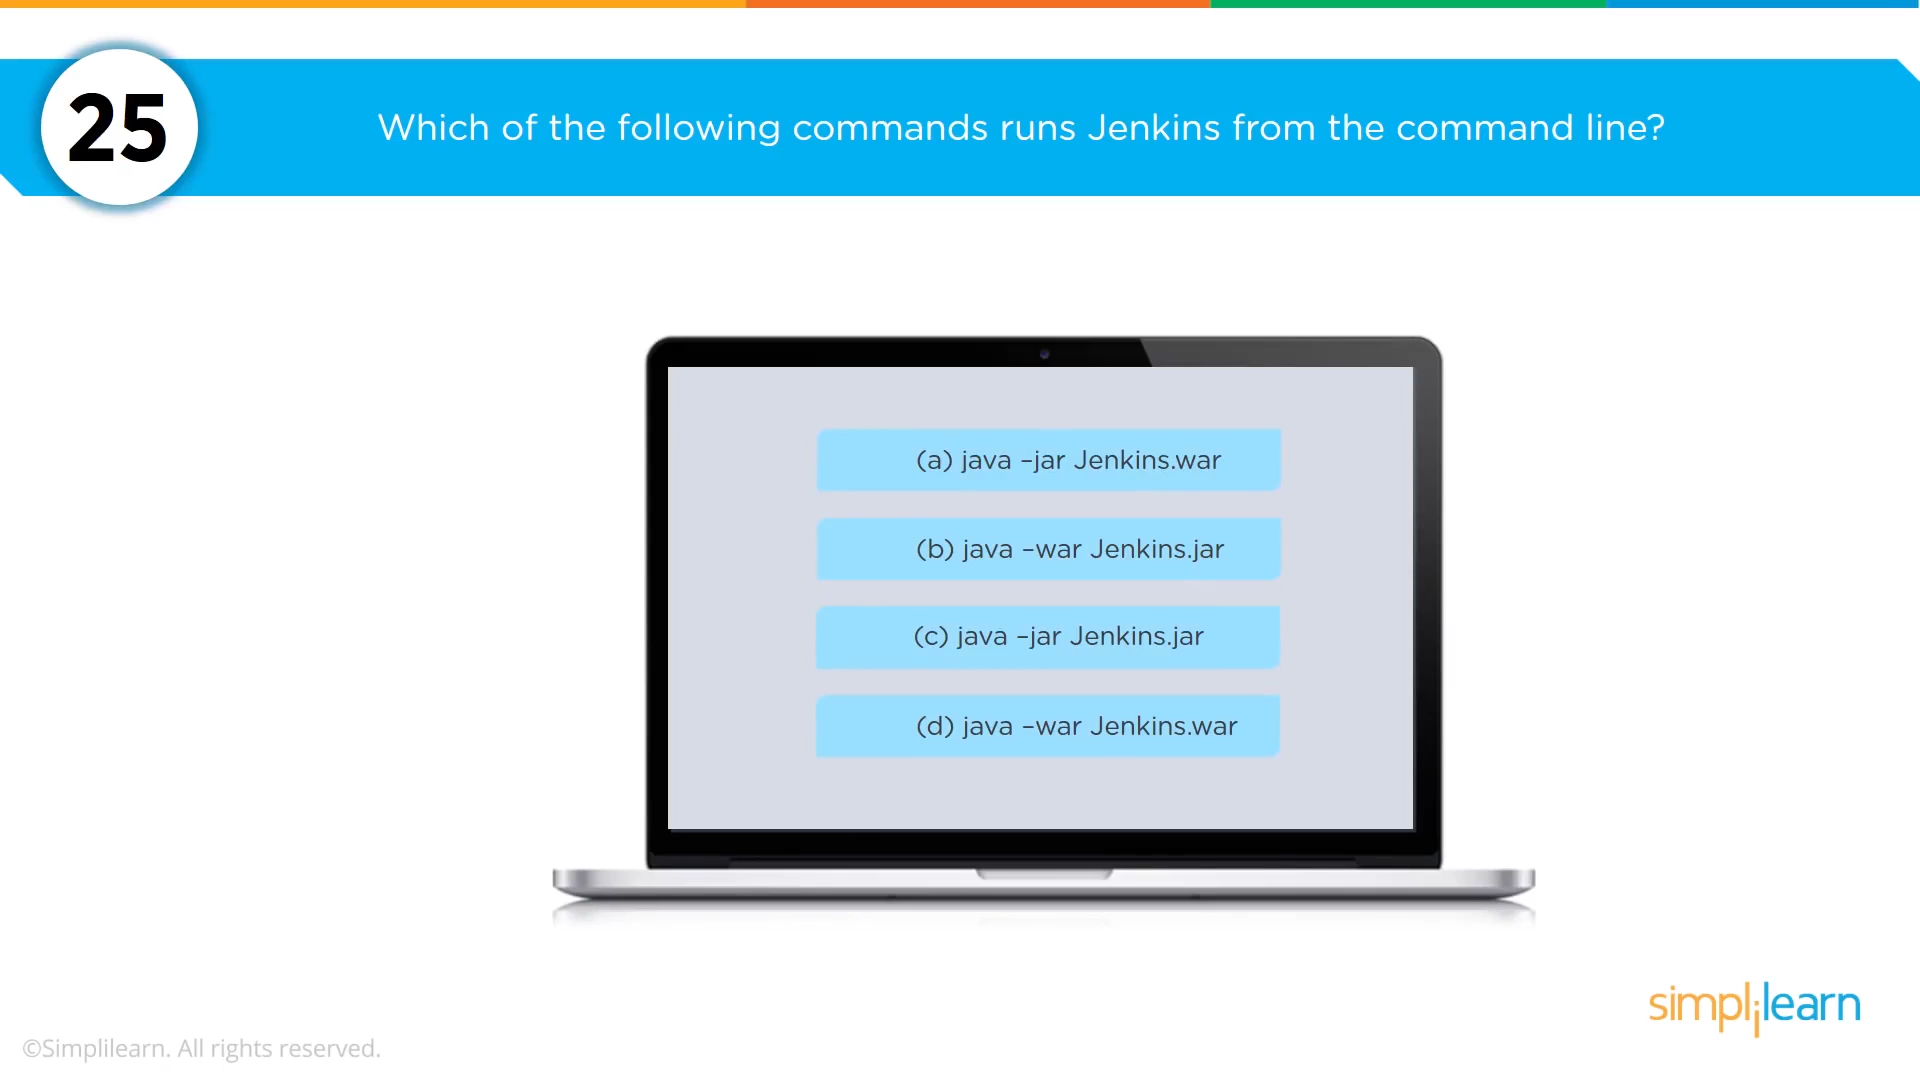 25
Which of the following commands runs Jenkins from the command line?
(a) java –jar Jenkins.war
(b) java –war Jenkins.jar
(c) java –jar Jenkins.jar
(d) java –war Jenkins.war
simplilearn
©Simplilearn. All rights reserved.